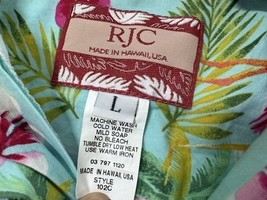 RJC
MADE IN HAWAII, USA
L
MACHINE WASH
COLD WATER
MILD SOAP
NO BLEACH
TUMBLE DRY LOW HEAT
USE WARM IRON
03 797 1120
MADE IN HAWAII, USA
STYLE
102C